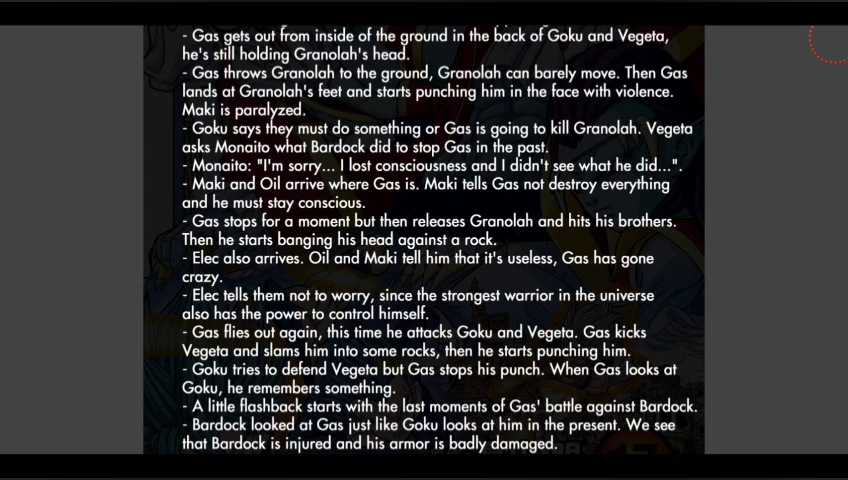 - Gas gets out from inside of the ground in the back of Goku and Vegeta,
he's still holding Granolah's head.
- Gas throws Granolah to the ground, Granolah can barely move. Then Gas
lands at Granolah's feet and starts punching him in the face with violence.
Maki is paralyzed.
- Goku says they must do something or Gas is going to kill Granolah. Vegeta
asks Monaito what Bardock did to stop Gas in the past.
- Monaito: "I'm sorry... I lost consciousness and I didn't see what he did...".
- Maki and Oil arrive where Gas is. Maki tells Gas not destroy everything
and he must stay conscious.
- Gas stops for a moment but then releases Granolah and hits his brothers.
Then he starts banging his head against a rock.
- Elec also arrives. Oil and Maki tell him that it's useless, Gas has gone
crazy.
- Elec tells them not to worry, since the strongest warrior in the universe
also has the power to control himself.
- Gas flies out again, this time he attacks Goku and Vegeta. Gas kicks
Vegeta and slams him into some rocks, then he starts punching him.
- Goku tries to defend Vegeta but Gas stops his punch. When Gas looks at
Goku, he remembers something.
- A little flashback starts with the last moments of Gas' battle against Bardock.
- Bardock looked at Gas just like Goku looks at him in the present. We see
that Bardock is injured and his armor is badly damaged.